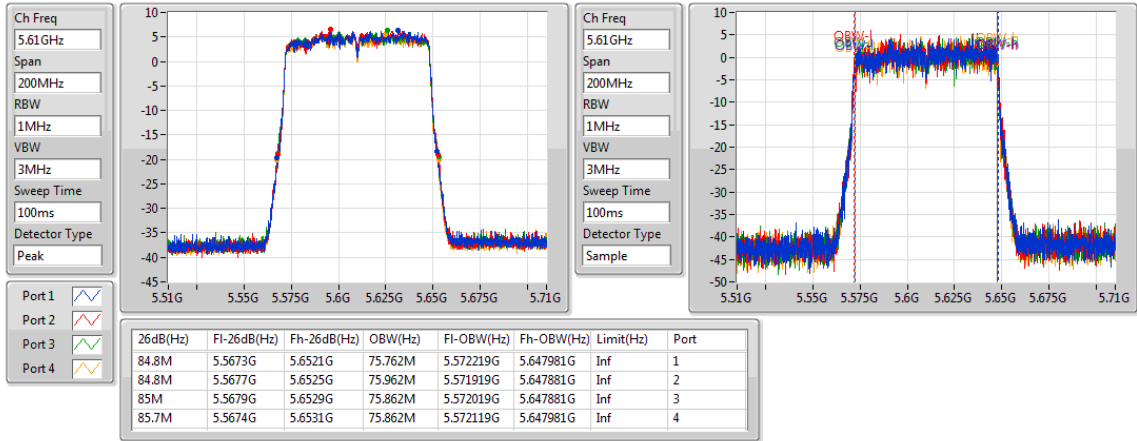 Ch Freq
5.61GHz
Span
200MHz
RBW
1MHz
VBW
3MHz
Sweep Time
100ms
Detector Type
Peak
10
5
0
-5
-10
-15
-20
-25
-30
-35
-40
-45
5.51G 5.55G 5.575G 5.6G 5.625G 5.65G 5.71G
Ch Freq
5.61GHz
Span
200MHz
RBW
1MHz
VBW
3MHz
Sweep Time
100ms
Detector Type
Sample
10
5
0
-5
-10
-15
-20
-25
-30
-35
-40
-45
-50
5.51G 5.55G 5.575G 5.6G 5.625G 5.65G 5.71G
Port 1
Port 2
Port 3
Port 4
26dB(Hz) Fl-26dB(Hz) Fh-26dB(Hz) OBW(Hz) Fl-OBW(Hz) Fh-OBW(Hz) Limit(Hz) Port
84.8M 5.5673G 5.6521G 75.762M 5.572219G 5.647981G Inf 1
84.8M 5.5677G 5.6525G 75.962M 5.571919G 5.647881G Inf 2
85M 5.5679G 5.6529G 75.862M 5.572019G 5.647881G Inf 3
85.7M 5.5674G 5.6531G 75.862M 5.572119G 5.647981G Inf 4